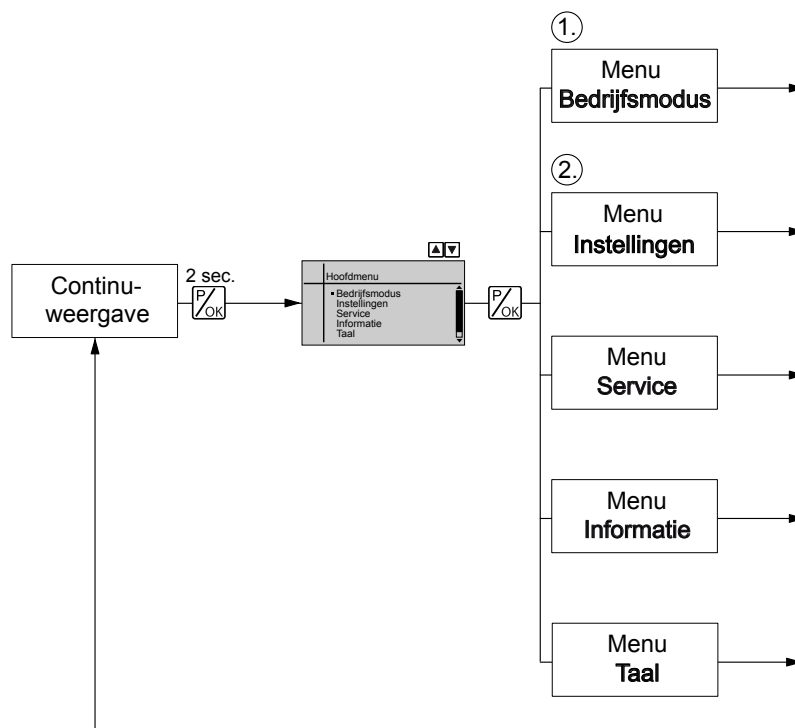 1.
Menu
Bedrijfsmodus
2.
Menu
Instellingen
Continu-
weergave
2 sec.
P/OK
Hoofdmenu
Bedrijfsmodus
Instellingen
Service
Informatie
Taal
P/OK
Menu
Service
Menu
Informatie
Menu
Taal